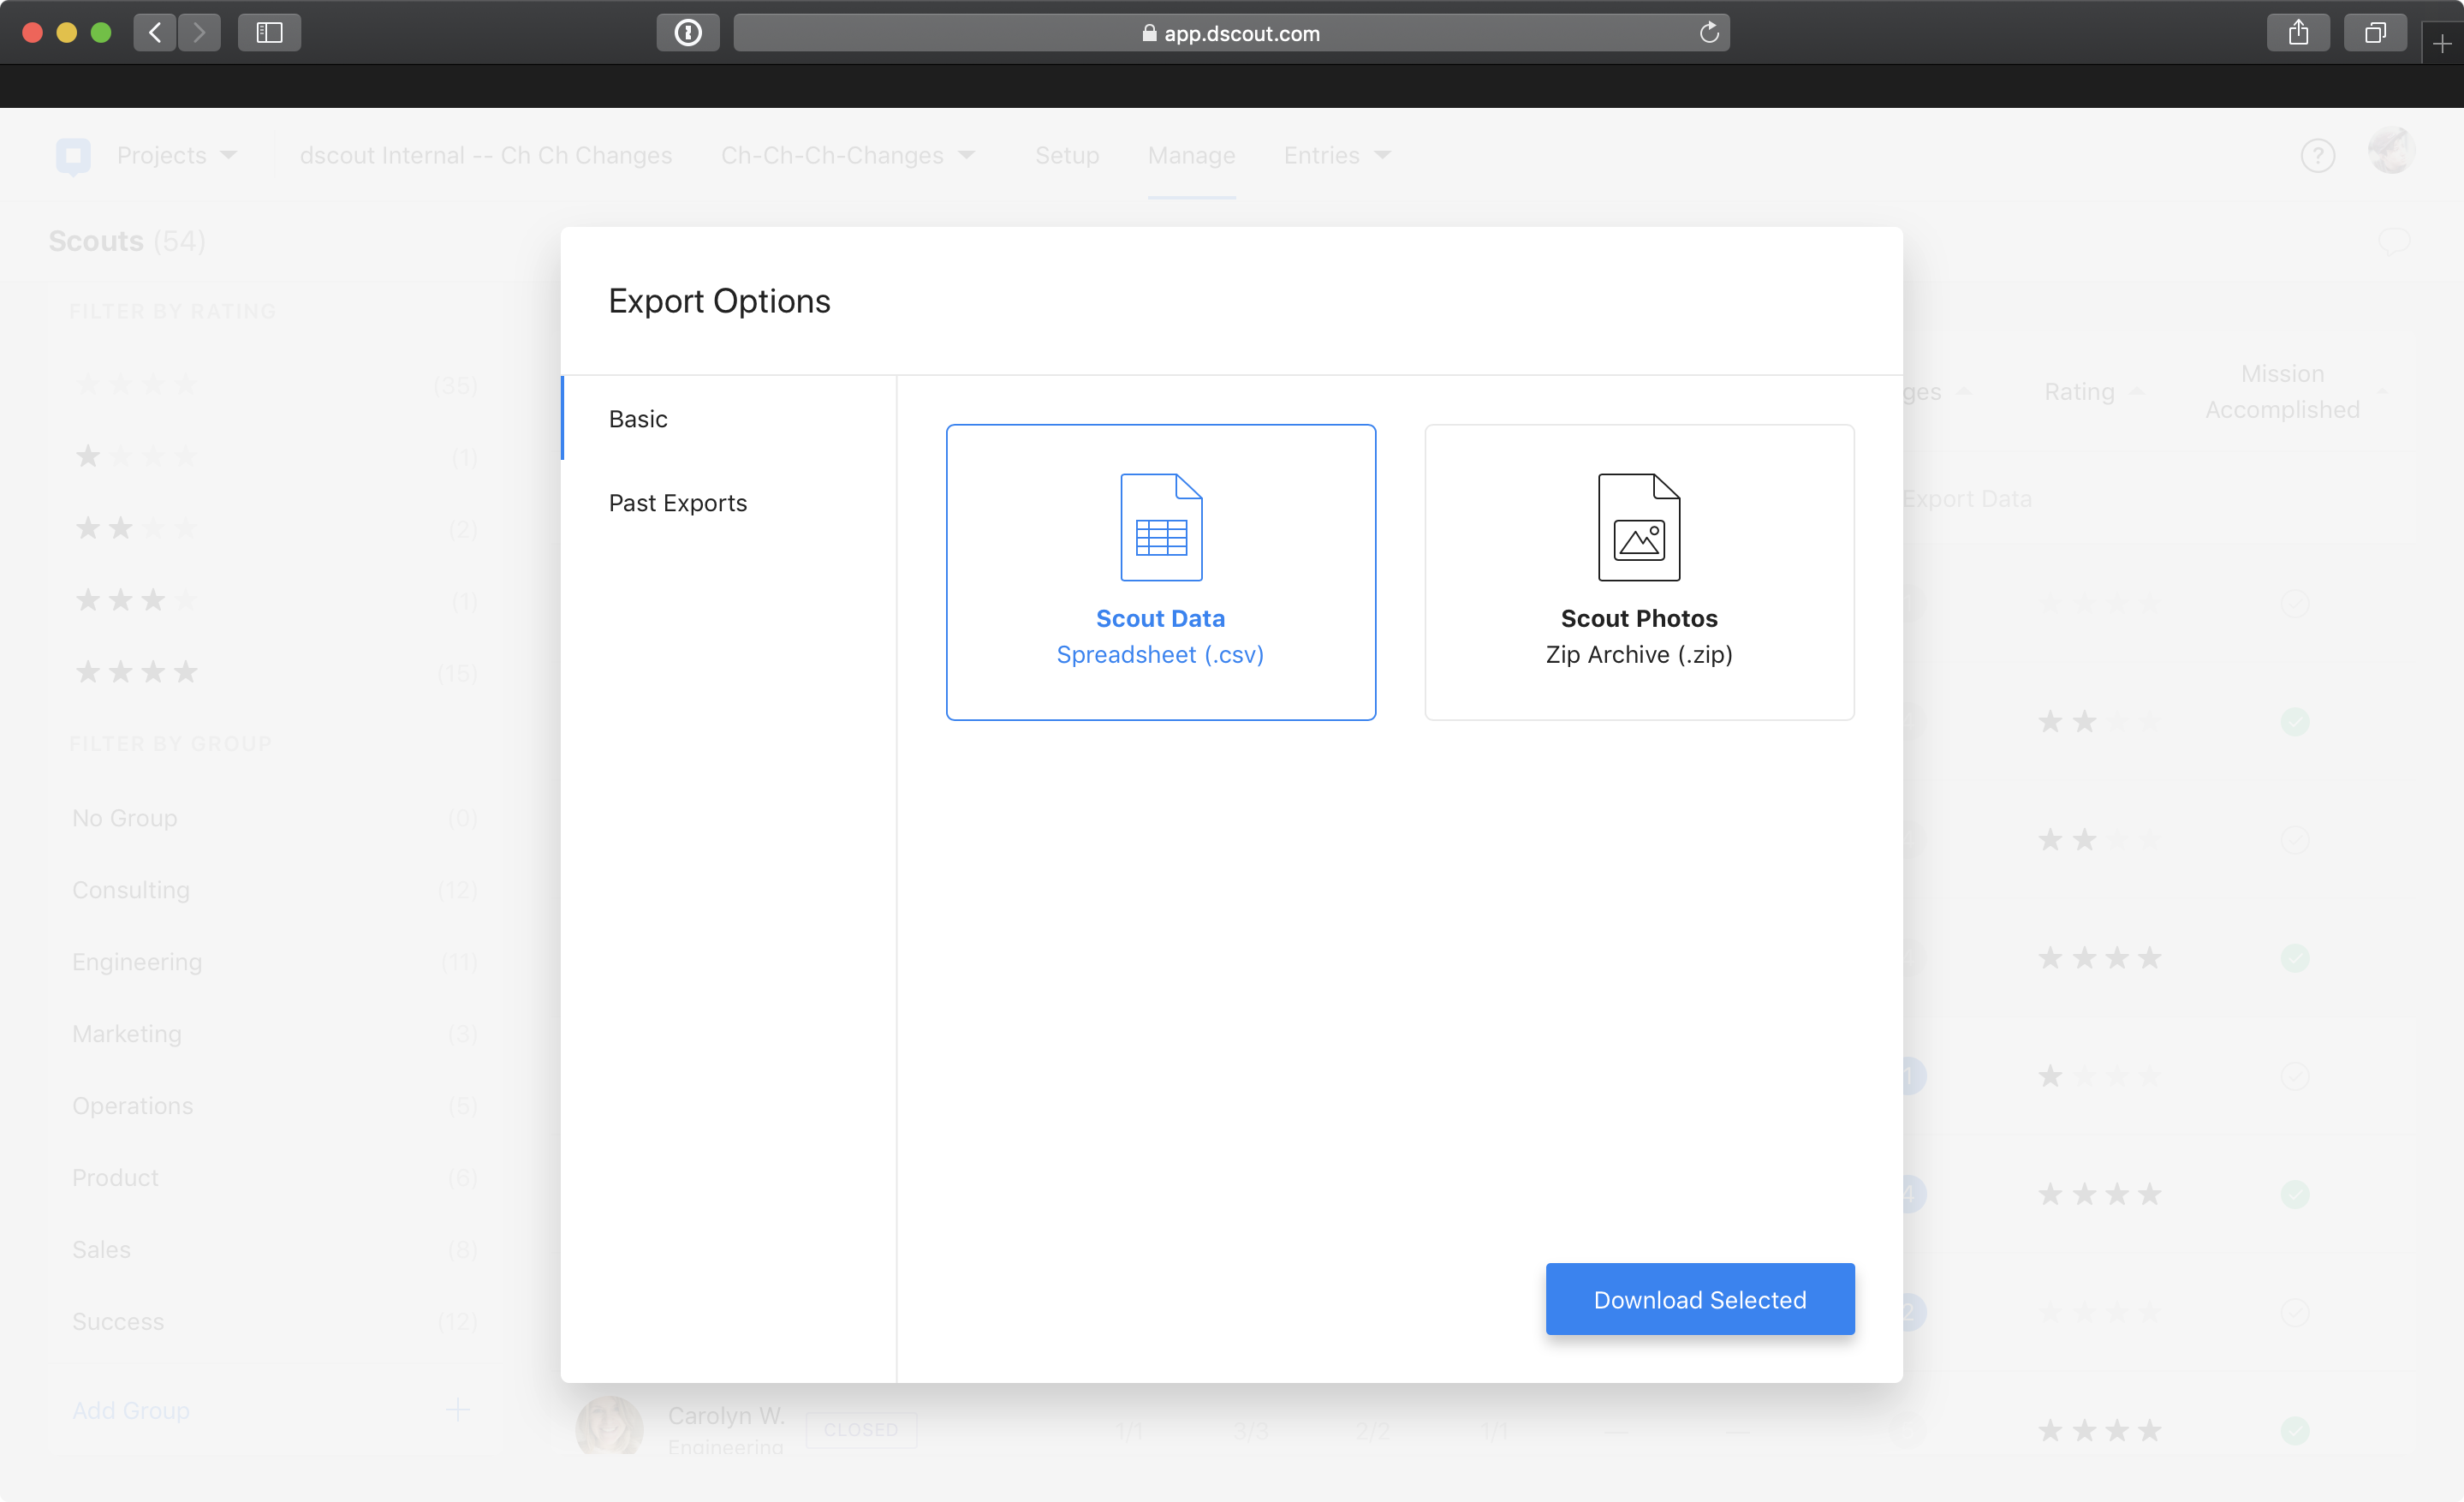 app.dscout.com
Projects
dscout Internal -- Ch Ch Changes
Ch-Ch-Ch-Changes
Setup
Manage
Entries
?
Scouts (54)
FILTER BY RATING
(35)
(1)
(2)
(1)
(15)
FILTER BY GROUP
No Group (0)
Consulting (12)
Engineering (11)
Marketing (3)
Operations (5)
Product (6)
Sales (8)
Success (12)
Add Group
Export Options
Basic
Past Exports
Scout Data
Spreadsheet (.csv)
Scout Photos
Zip Archive (.zip)
Download Selected
ges
Rating
Mission
Accomplished
Export Data
1
4
2
Carolyn W.
Engineering
CLOSED
1/1
3/3
2/2
1/1